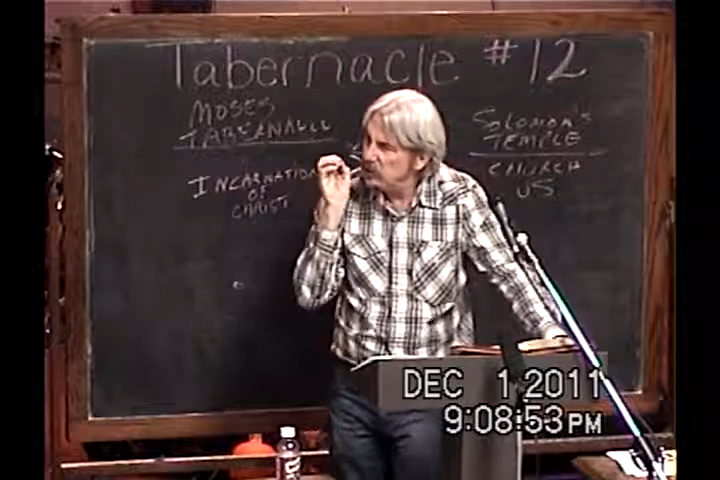 Tabernacle #12
MOSES
TABERNACLE
SOLOMON'S
TEMPLE
INCARNATION
OF
CHRIST
CHURCH
US
DEC 1 2011
9:08:53 PM